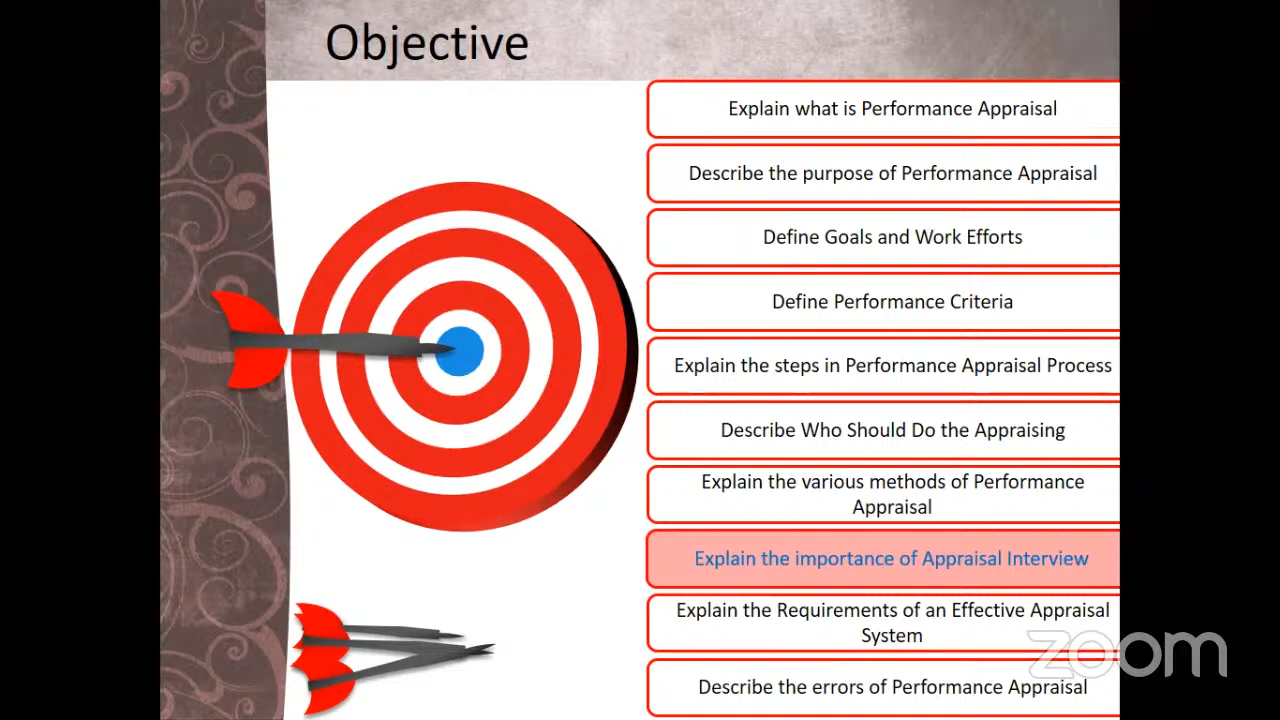 Objective
Explain what is Performance Appraisal
Describe the purpose of Performance Appraisal
Define Goals and Work Efforts
Define Performance Criteria
Explain the steps in Performance Appraisal Process
Describe Who Should Do the Appraising
Explain the various methods of Performance
Appraisal
Explain the importance of Appraisal Interview
Explain the Requirements of an Effective Appraisal
System
zoom
Describe the errors of Performance Appraisal